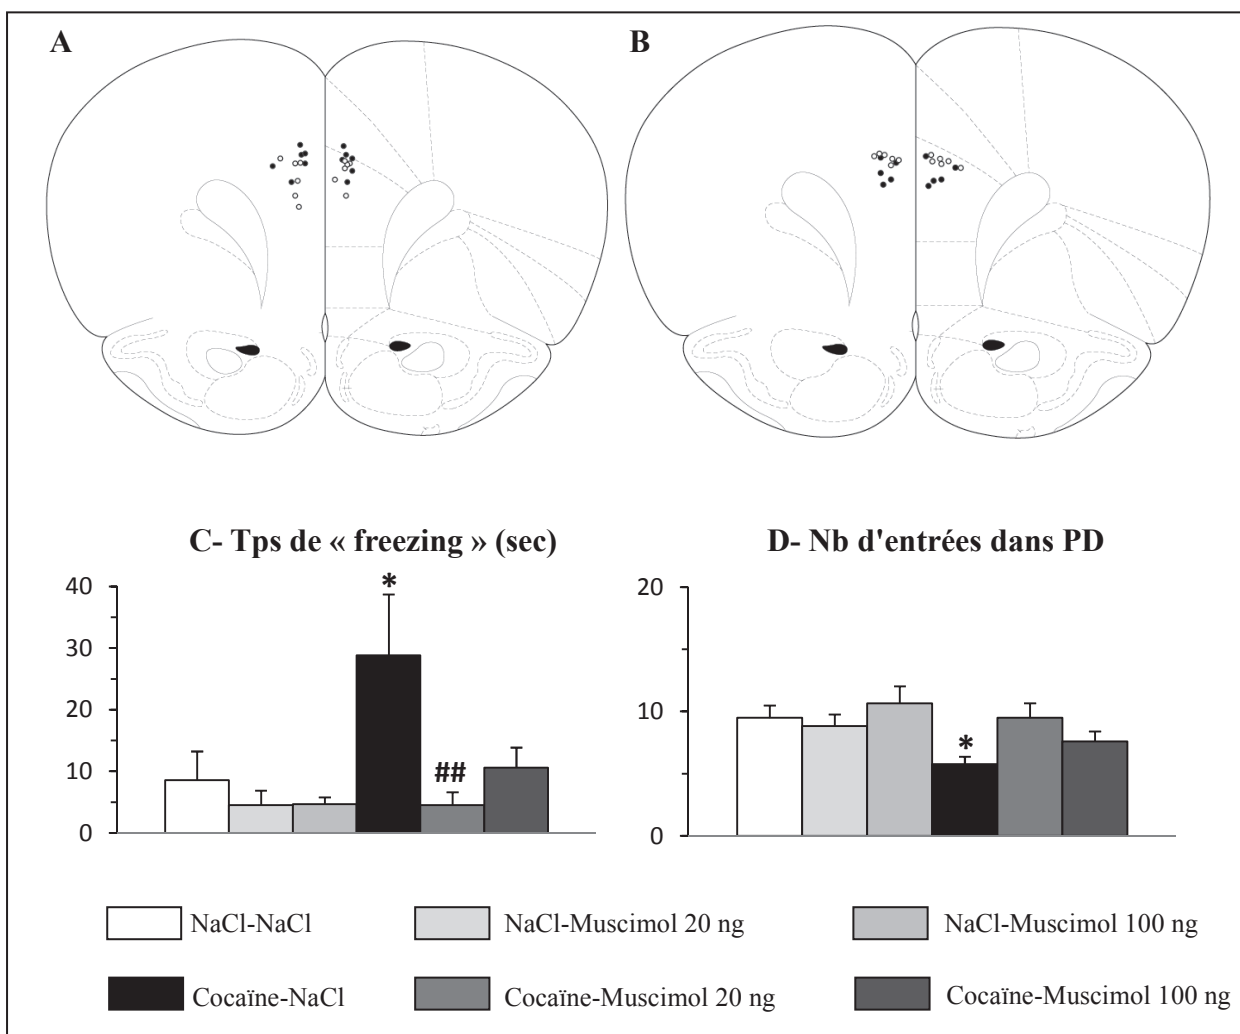 A
B
C- Tps de « freezing » (sec)
D- Nb d'entrées dans PD
40
30
20
10
0
*
##
20
10
0
*
NaCl-NaCl
NaCl-Muscimol 20 ng
NaCl-Muscimol 100 ng
Cocaïne-NaCl
Cocaïne-Muscimol 20 ng
Cocaïne-Muscimol 100 ng